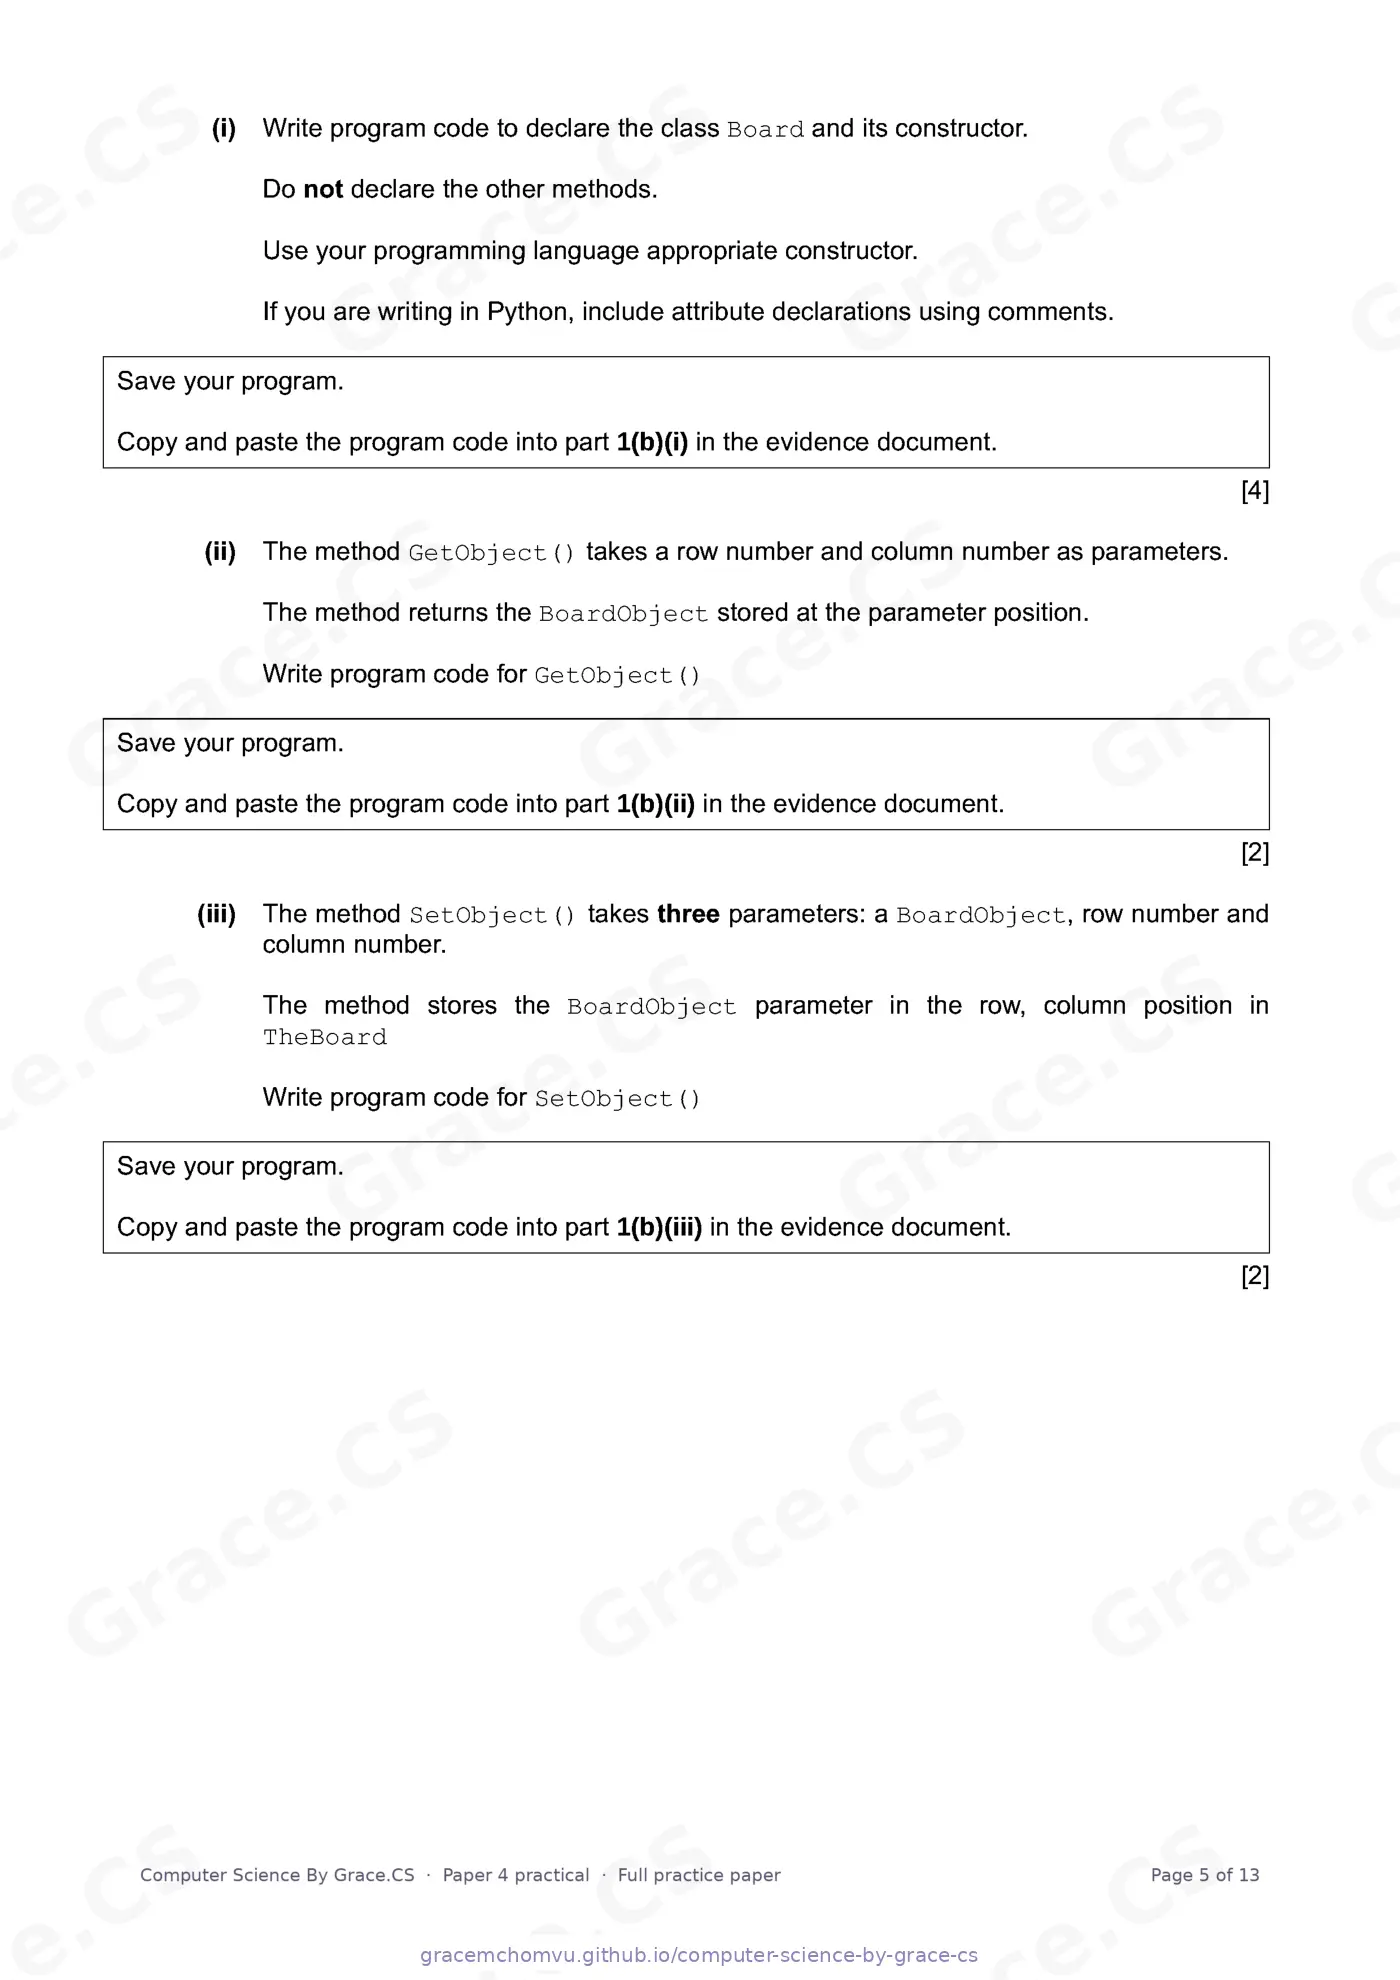 (i) Write program code to declare the class Board and its constructor.
Do not declare the other methods.
Use your programming language appropriate constructor.
If you are writing in Python, include attribute declarations using comments.
Save your program.
Copy and paste the program code into part 1(b)(i) in the evidence document.
[4]
(ii) The method GetObject() takes a row number and column number as parameters.
The method returns the BoardObject stored at the parameter position.
Write program code for GetObject()
Save your program.
Copy and paste the program code into part 1(b)(ii) in the evidence document.
[2]
(iii) The method SetObject() takes three parameters: a BoardObject, row number and
column number.
The method stores the BoardObject parameter in the row, column position in
TheBoard
Write program code for SetObject()
Save your program.
Copy and paste the program code into part 1(b)(iii) in the evidence document.
[2]
Computer Science By Grace.CS · Paper 4 practical · Full practice paper Page 5 of 13
gracemchomvu.github.io/computer-science-by-grace-cs
Grace.CS